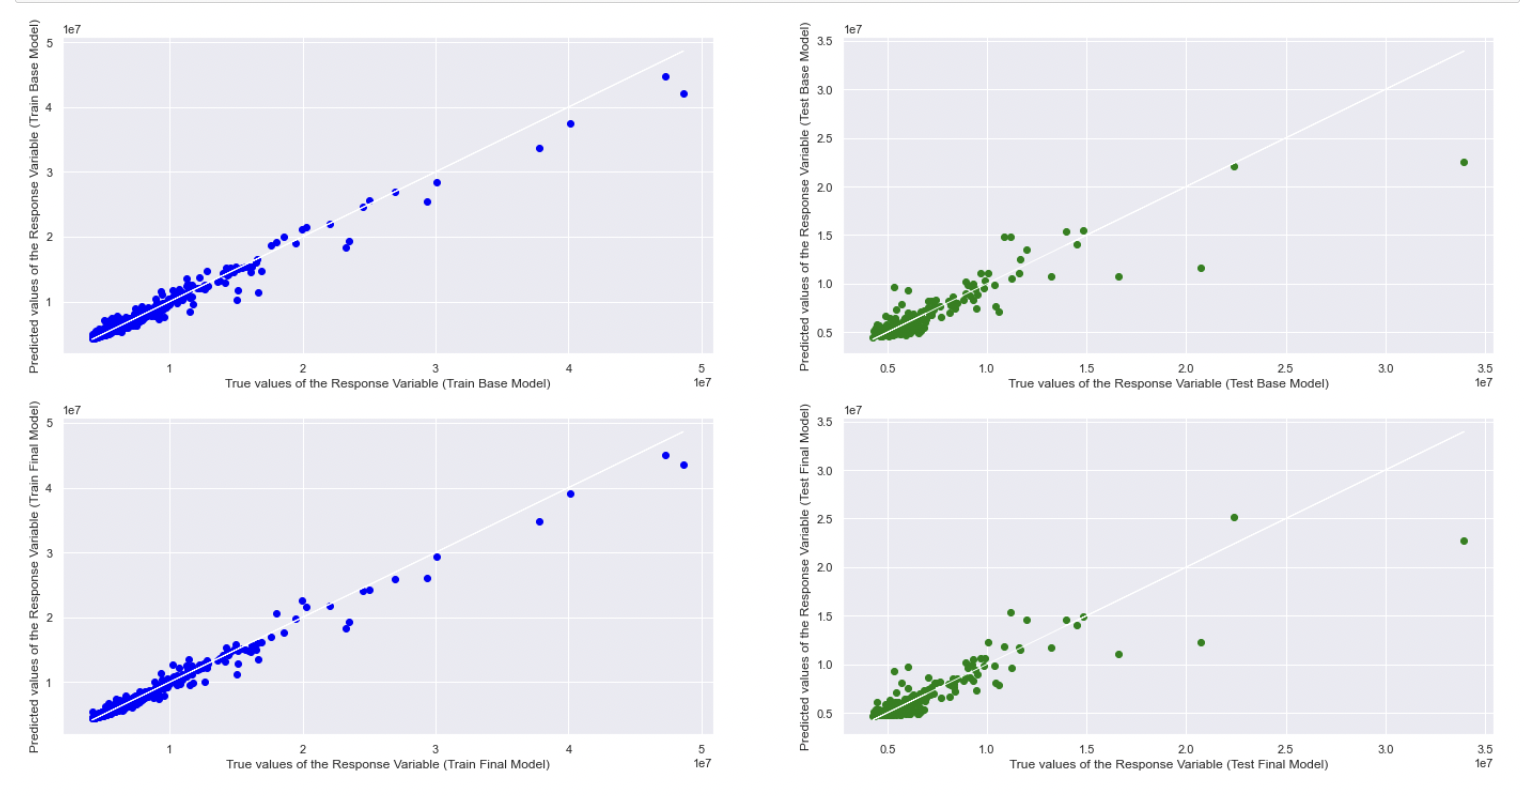 1e7
5
4
3
2
1
Predicted values of the Response Variable (Train Base Model)
1 2 3 4 5
1e7
True values of the Response Variable (Train Base Model)
1e7
3.5
3.0
2.5
2.0
1.5
1.0
0.5
Predicted values of the Response Variable (Test Base Model)
0.5 1.0 1.5 2.0 2.5 3.0 3.5
1e7
True values of the Response Variable (Test Base Model)
1e7
5
4
3
2
1
Predicted values of the Response Variable (Train Final Model)
1 2 3 4 5
1e7
True values of the Response Variable (Train Final Model)
1e7
3.5
3.0
2.5
2.0
1.5
1.0
0.5
Predicted values of the Response Variable (Test Final Model)
0.5 1.0 1.5 2.0 2.5 3.0 3.5
1e7
True values of the Response Variable (Test Final Model)